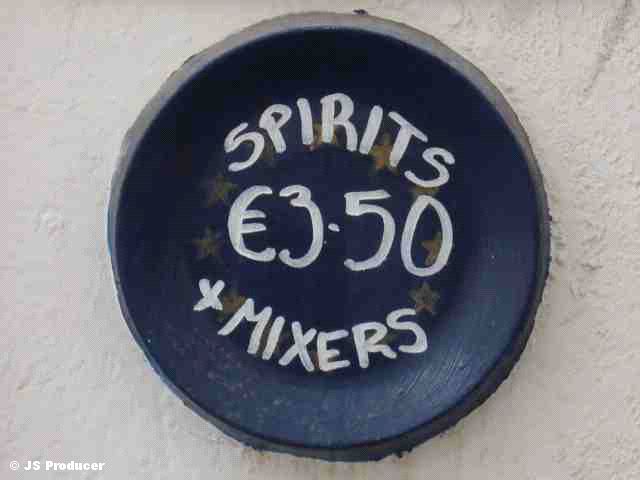 SPIRITS
€3.50
x MIXERS
© JS Producer